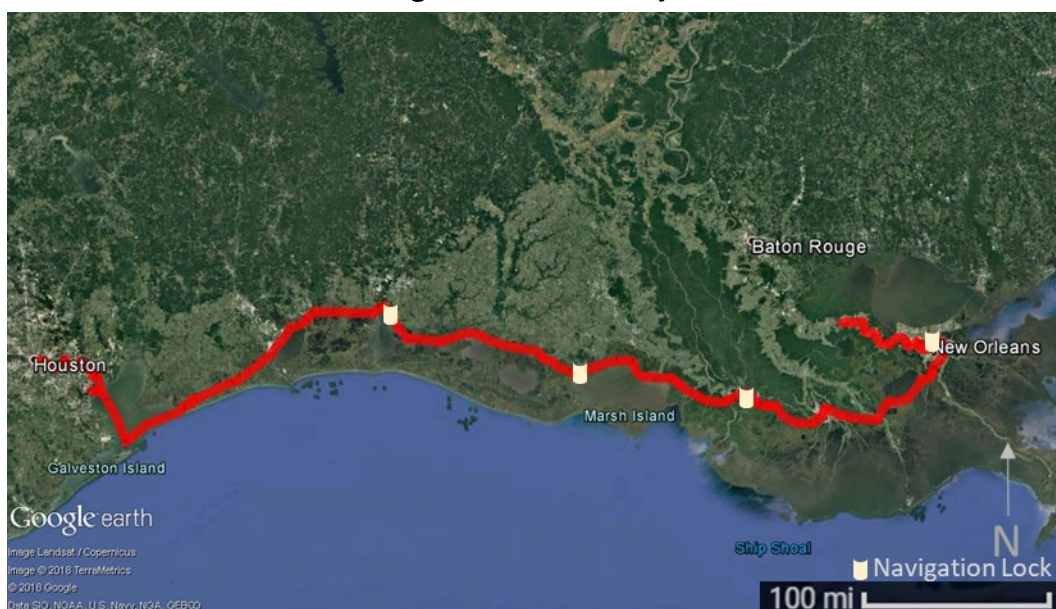 Baton Rouge
New Orleans
Houston
Marsh Island
Galveston Island
Google earth
Ship Shoal
N
Image Landsat / Copernicus
Image © 2018 TerraMetrics
© 2018 Google
Data SIO, NOAA, U.S. Navy, NGA, GEBCO
Navigation Lock
100 mi